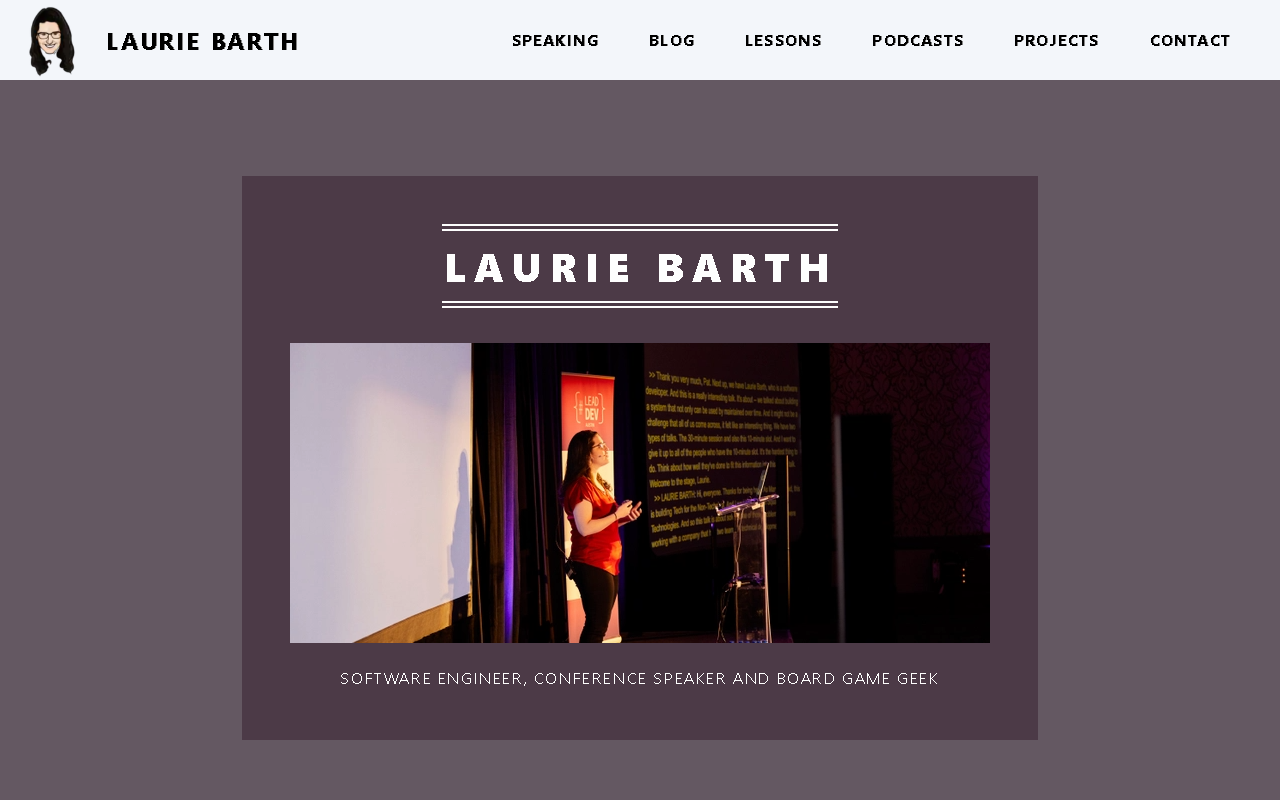 LAURIE BARTH
SPEAKING BLOG LESSONS PODCASTS PROJECTS CONTACT
LAURIE BARTH
LEAD
DEV
>> Thank you very much, Pat. Next up, we have Laurie Barth, who is a software
developer. And this is a really interesting talk. It's about -- we talked about building
a system that not only can be used by maintained over time. And it might not be a
challenge that all of us come across, it felt like an interesting thing. We have two
types of talks. The 30-minute session and also this 10-minute slot. And I want to
give it up to all of the people who have the 10-minute slot. It's the hardest thing to
do. Think about how well they've done to fit this information into this talk.
Welcome to the stage, Laurie.
>> LAURIE BARTH: Hi, everyone. Thanks for being
is building Tech for the Non-Tech
Technologies. And so this talk is about
working with a company that two team
SOFTWARE ENGINEER, CONFERENCE SPEAKER AND BOARD GAME GEEK